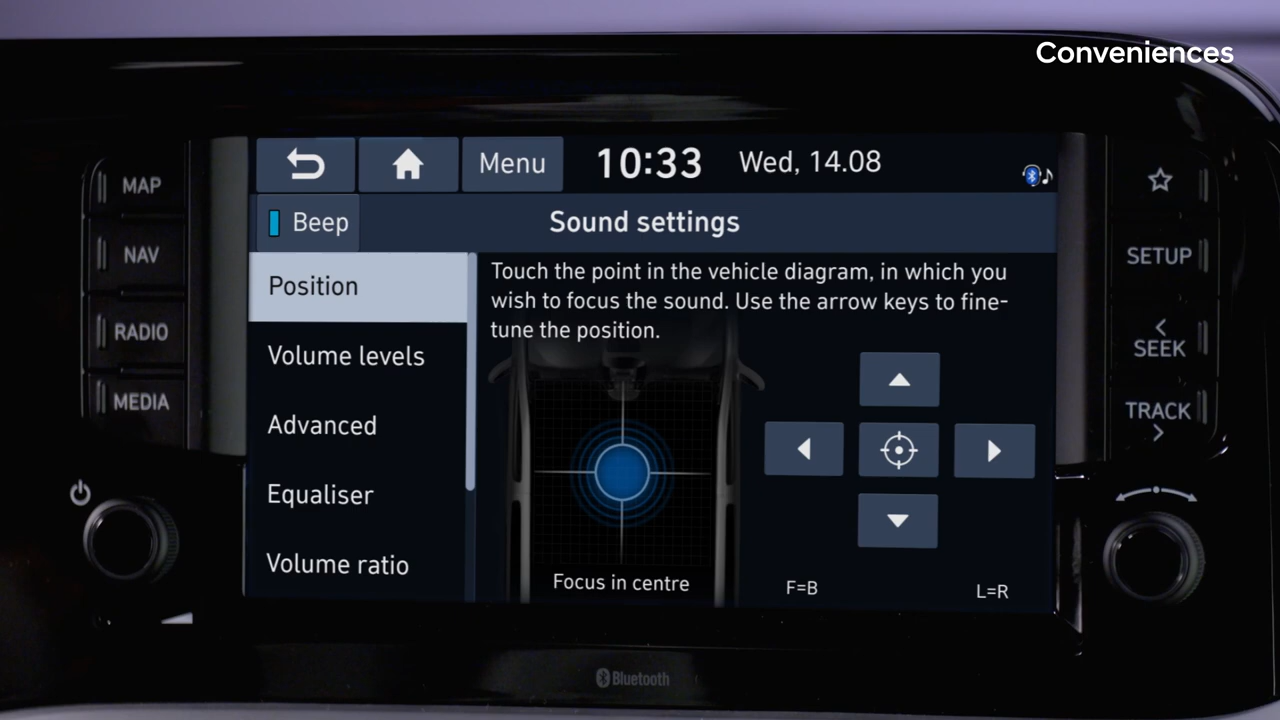 Conveniences
MAP
NAV
RADIO
MEDIA
Menu
10:33
Wed, 14.08
Beep
Sound settings
Position
Volume levels
Advanced
Equaliser
Volume ratio
Touch the point in the vehicle diagram, in which you
wish to focus the sound. Use the arrow keys to fine-
tune the position.
Focus in centre
F=B
L=R
SETUP
<
SEEK
TRACK
>
Bluetooth